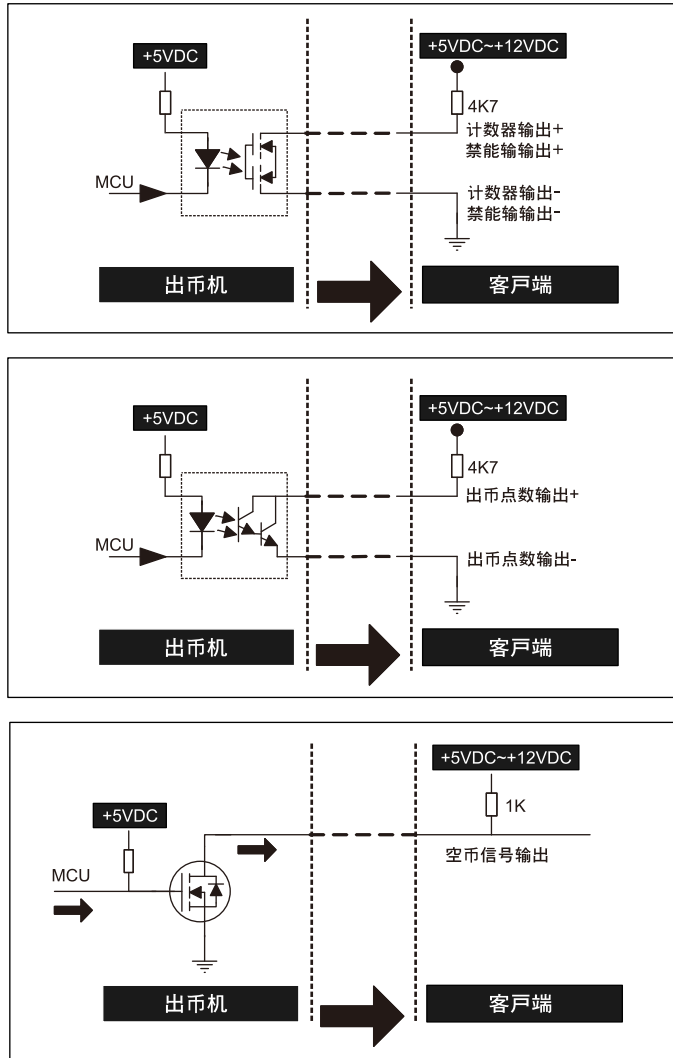 +5VDC
+5VDC~+12VDC
4K7
计数器输出+
禁能输输出+
MCU
计数器输出-
禁能输输出-
出币机
客戸端
+5VDC
+5VDC~+12VDC
4K7
出币点数输出+
MCU
出币点数输出-
出币机
客戸端
+5VDC~+12VDC
+5VDC
1K
空币信号输出
MCU
出币机
客戸端